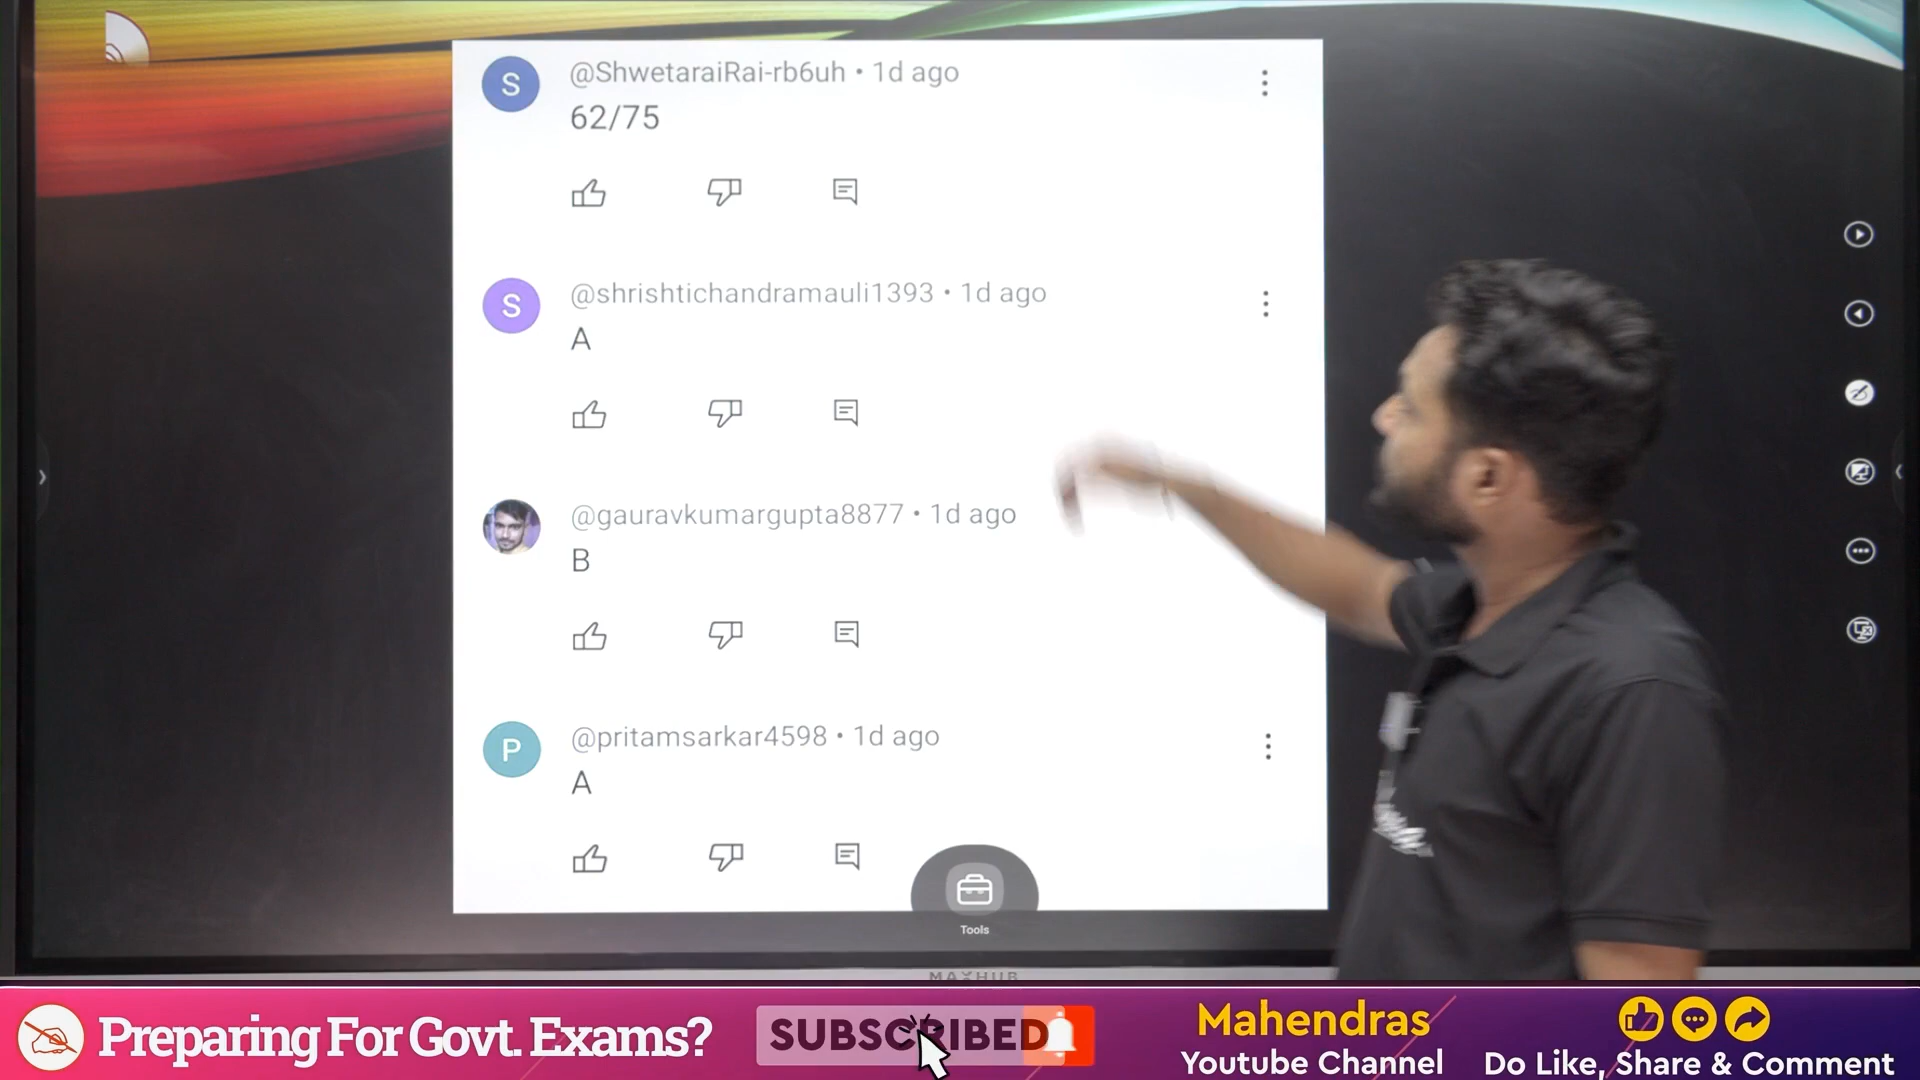 S
@ShwetaraiRai-rb6uh • 1d ago
62/75
S
@shrishtichandramauli1393 • 1d ago
A
@gauravkumargupta8877 • 1d ago
B
P
@pritamsarkar4598 • 1d ago
A
Tools
MAXHUB
Preparing For Govt. Exams?
SUBSCRIBED
Mahendras
Youtube Channel
Do Like, Share & Comment